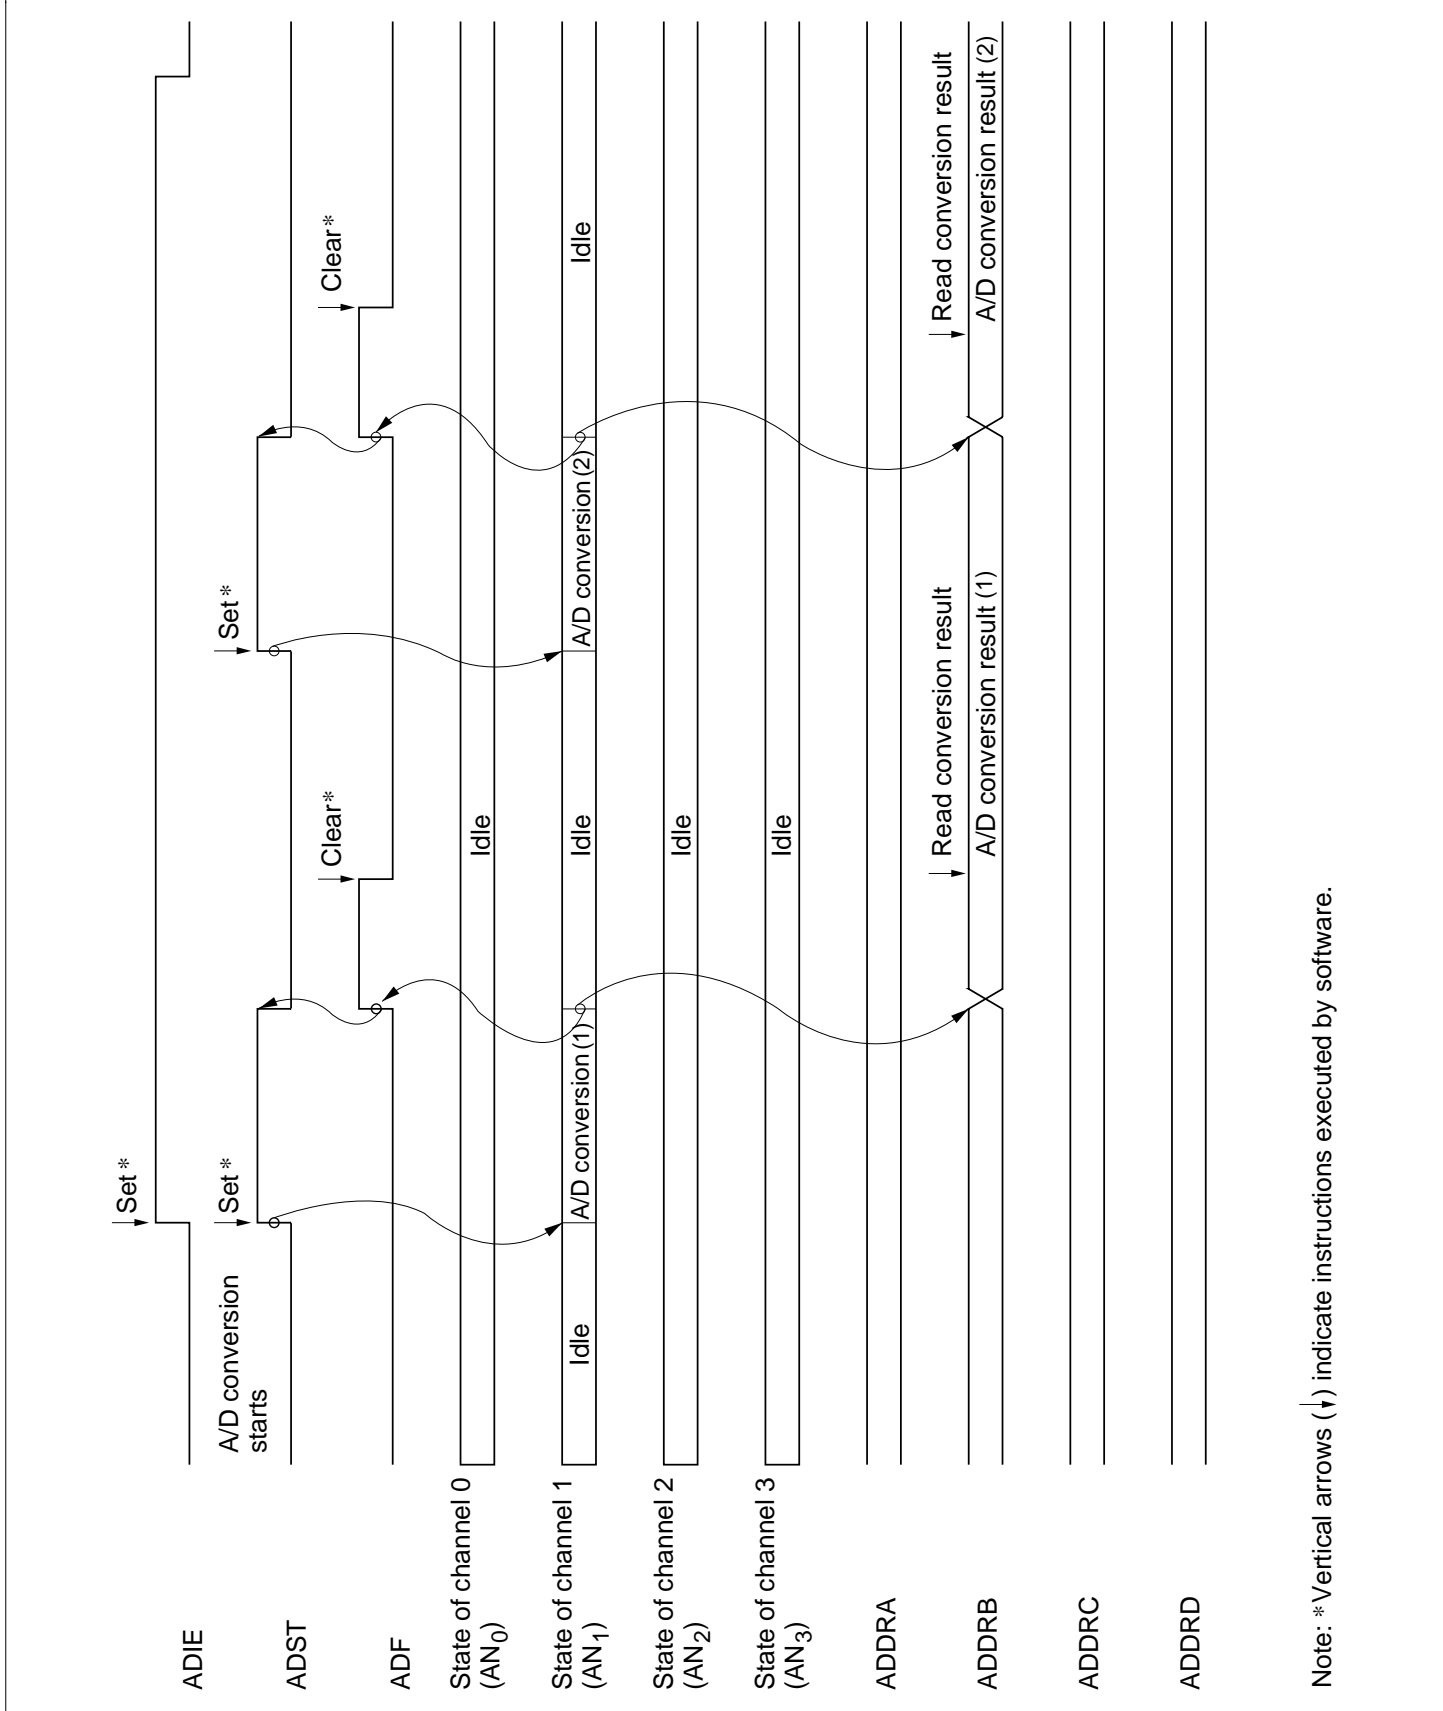 ADIE
Set *
ADST
A/D conversion
starts
Set *
Set *
ADF
Clear *
Clear *
State of channel 0
(AN0)
Idle
State of channel 1
(AN1)
Idle
A/D conversion (1)
Idle
A/D conversion (2)
Idle
State of channel 2
(AN2)
Idle
State of channel 3
(AN3)
Idle
ADDRA
Read conversion result
Read conversion result
ADDRB
A/D conversion result (1)
A/D conversion result (2)
ADDRC
ADDRD
Note: * Vertical arrows (↓) indicate instructions executed by software.